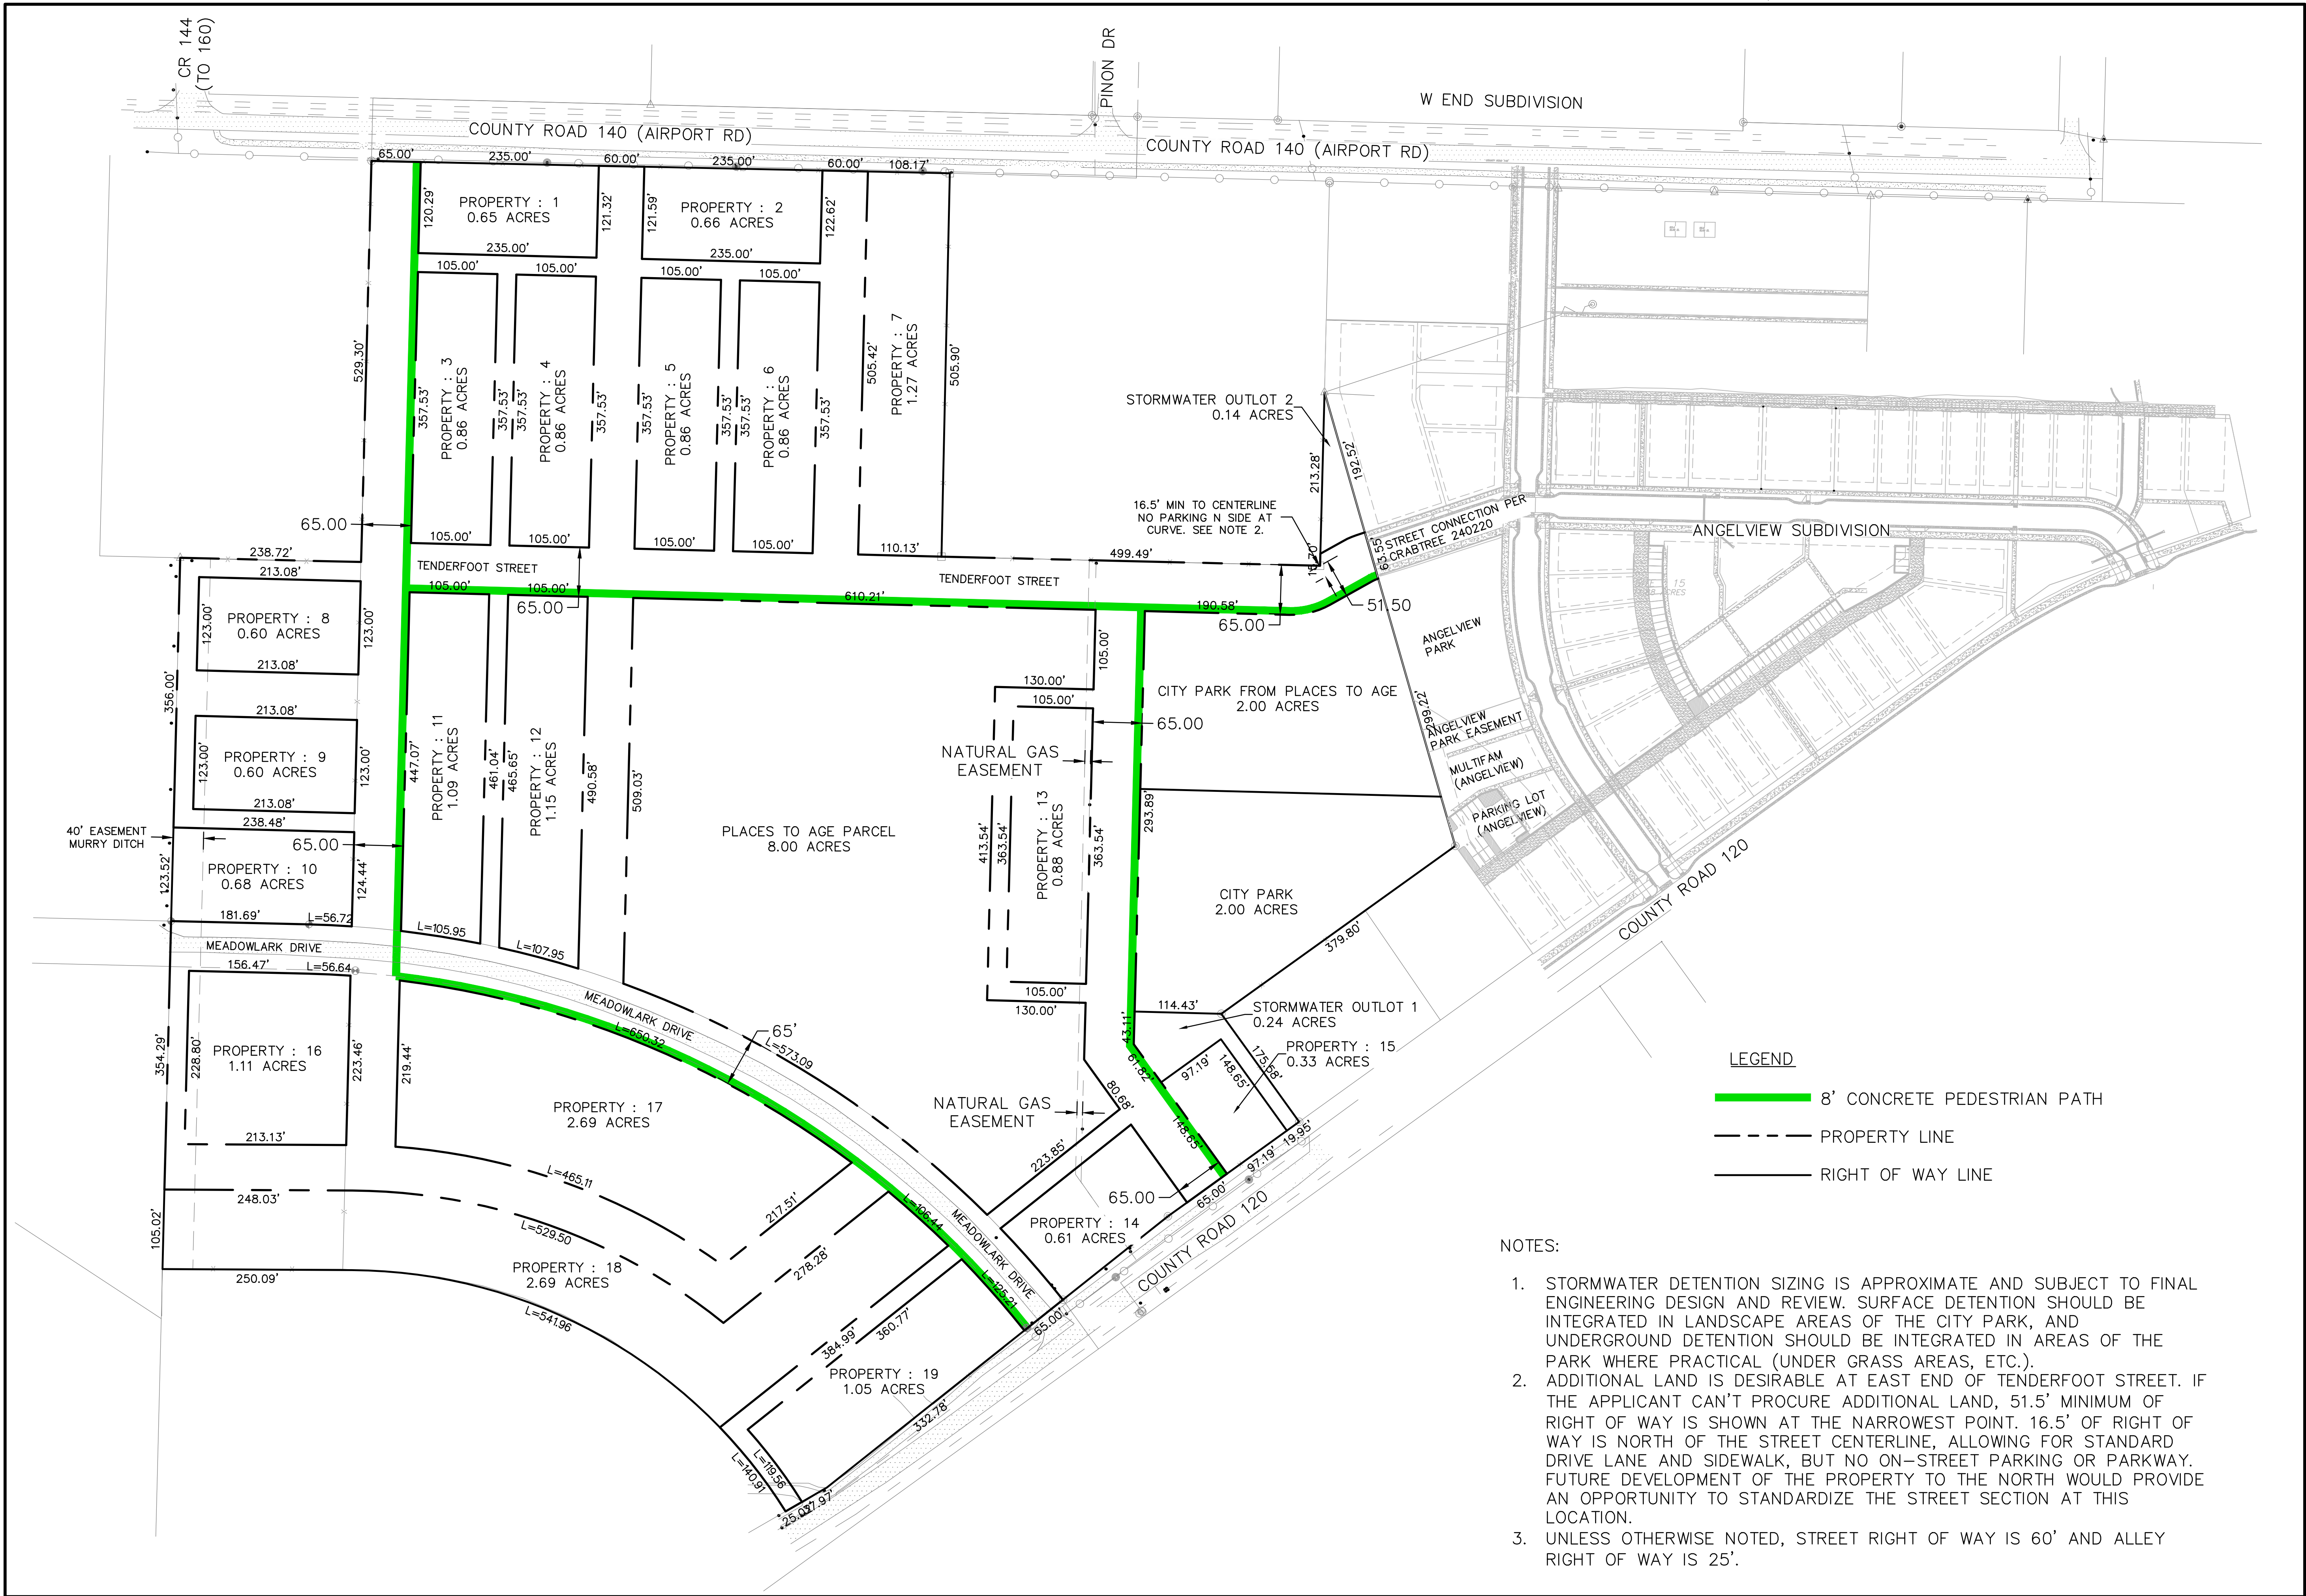 CR 144
(TO 160)
PINON DR
W END SUBDIVISION
COUNTY ROAD 140 (AIRPORT RD)
COUNTY ROAD 140 (AIRPORT RD)
65.00'
235.00'
60.00'
235.00'
60.00'
108.17'
120.29'
PROPERTY : 1
0.65 ACRES
121.32'
121.59'
PROPERTY : 2
0.66 ACRES
122.62'
235.00'
235.00'
105.00'
105.00'
105.00'
105.00'
529.30'
357.53'
PROPERTY : 3
0.86 ACRES
357.53'
357.53'
PROPERTY : 4
0.86 ACRES
357.53'
357.53'
PROPERTY : 5
0.86 ACRES
357.53'
357.53'
PROPERTY : 6
0.86 ACRES
357.53'
505.42'
PROPERTY : 7
1.27 ACRES
505.90'
STORMWATER OUTLOT 2
0.14 ACRES
213.28'
192.52'
16.5' MIN TO CENTERLINE
NO PARKING N SIDE AT
CURVE. SEE NOTE 2.
63.55'
STREET CONNECTION PER
CRABTREE 240220
ANGELVIEW SUBDIVISION
65.00
105.00'
105.00'
105.00'
105.00'
110.13'
499.49'
238.72'
TENDERFOOT STREET
TENDERFOOT STREET
213.08'
105.00'
105.00'
65.00
610.21'
190.58'
65.00
51.50
123.00'
PROPERTY : 8
0.60 ACRES
123.00'
213.08'
356.00'
105.00'
ANGELVIEW
PARK
130.00'
105.00'
CITY PARK FROM PLACES TO AGE
2.00 ACRES
299.22'
65.00
213.08'
123.00'
PROPERTY : 9
0.60 ACRES
123.00'
213.08'
447.07'
PROPERTY : 11
1.09 ACRES
461.04'
465.65'
PROPERTY : 12
1.15 ACRES
490.58'
509.03'
NATURAL GAS
EASEMENT
ANGELVIEW
PARK EASEMENT
MULTIFAM
(ANGELVIEW)
PARKING LOT
(ANGELVIEW)
238.48'
40' EASEMENT
MURRY DITCH
65.00
PLACES TO AGE PARCEL
8.00 ACRES
413.54'
363.54'
PROPERTY : 13
0.88 ACRES
363.54'
293.89'
123.52'
PROPERTY : 10
0.68 ACRES
124.44'
CITY PARK
2.00 ACRES
379.80'
COUNTY ROAD 120
181.69'
L=56.72
L=105.95
L=107.95
MEADOWLARK DRIVE
156.47'
L=56.64
MEADOWLARK DRIVE
L=650.32
65'
L=573.09
105.00'
130.00'
114.43'
STORMWATER OUTLOT 1
0.24 ACRES
43.11'
61.82'
PROPERTY : 15
0.33 ACRES
97.19'
148.65'
175.58'
354.29'
228.80'
PROPERTY : 16
1.11 ACRES
223.46'
219.44'
213.13'
PROPERTY : 17
2.69 ACRES
NATURAL GAS
EASEMENT
80.68'
148.65'
19.95'
97.19'
223.85'
65.00
65.00'
L=465.11
217.51'
L=106.44
248.03'
105.02'
L=529.50
278.28'
MEADOWLARK DRIVE
PROPERTY : 14
0.61 ACRES
COUNTY ROAD 120
PROPERTY : 18
2.69 ACRES
250.09'
L=125.21
L=541.96
384.99'
360.77'
65.00'
PROPERTY : 19
1.05 ACRES
332.78'
L=119.56
L=140.91
27.97'
LEGEND
8' CONCRETE PEDESTRIAN PATH
PROPERTY LINE
RIGHT OF WAY LINE
NOTES:
1. STORMWATER DETENTION SIZING IS APPROXIMATE AND SUBJECT TO FINAL
ENGINEERING DESIGN AND REVIEW. SURFACE DETENTION SHOULD BE
INTEGRATED IN LANDSCAPE AREAS OF THE CITY PARK, AND
UNDERGROUND DETENTION SHOULD BE INTEGRATED IN AREAS OF THE
PARK WHERE PRACTICAL (UNDER GRASS AREAS, ETC.).
2. ADDITIONAL LAND IS DESIRABLE AT EAST END OF TENDERFOOT STREET. IF
THE APPLICANT CAN'T PROCURE ADDITIONAL LAND, 51.5' MINIMUM OF
RIGHT OF WAY IS SHOWN AT THE NARROWEST POINT. 16.5' OF RIGHT OF
WAY IS NORTH OF THE STREET CENTERLINE, ALLOWING FOR STANDARD
DRIVE LANE AND SIDEWALK, BUT NO ON-STREET PARKING OR PARKWAY.
FUTURE DEVELOPMENT OF THE PROPERTY TO THE NORTH WOULD PROVIDE
AN OPPORTUNITY TO STANDARDIZE THE STREET SECTION AT THIS
LOCATION.
3. UNLESS OTHERWISE NOTED, STREET RIGHT OF WAY IS 60' AND ALLEY
RIGHT OF WAY IS 25'.